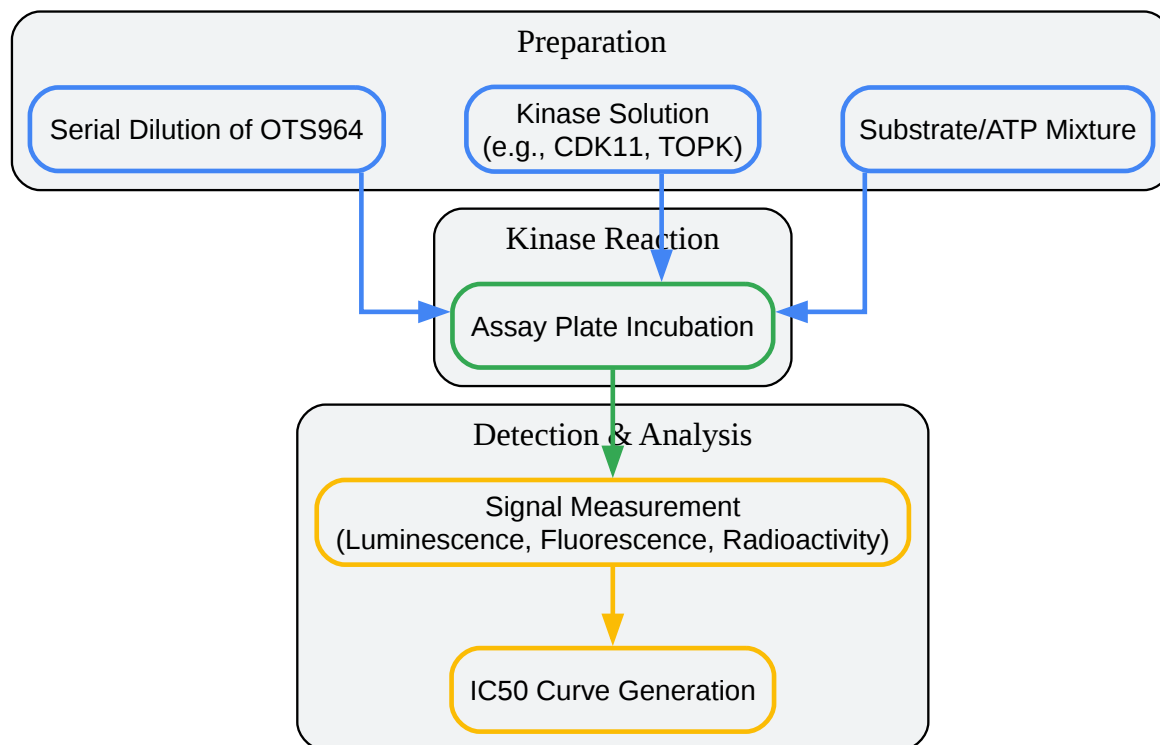 Preparation
Serial Dilution of OTS964
Kinase Solution
(e.g., CDK11, TOPK)
Substrate/ATP Mixture
Kinase Reaction
Assay Plate Incubation
Detection & Analysis
Signal Measurement
(Luminescence, Fluorescence, Radioactivity)
IC50 Curve Generation